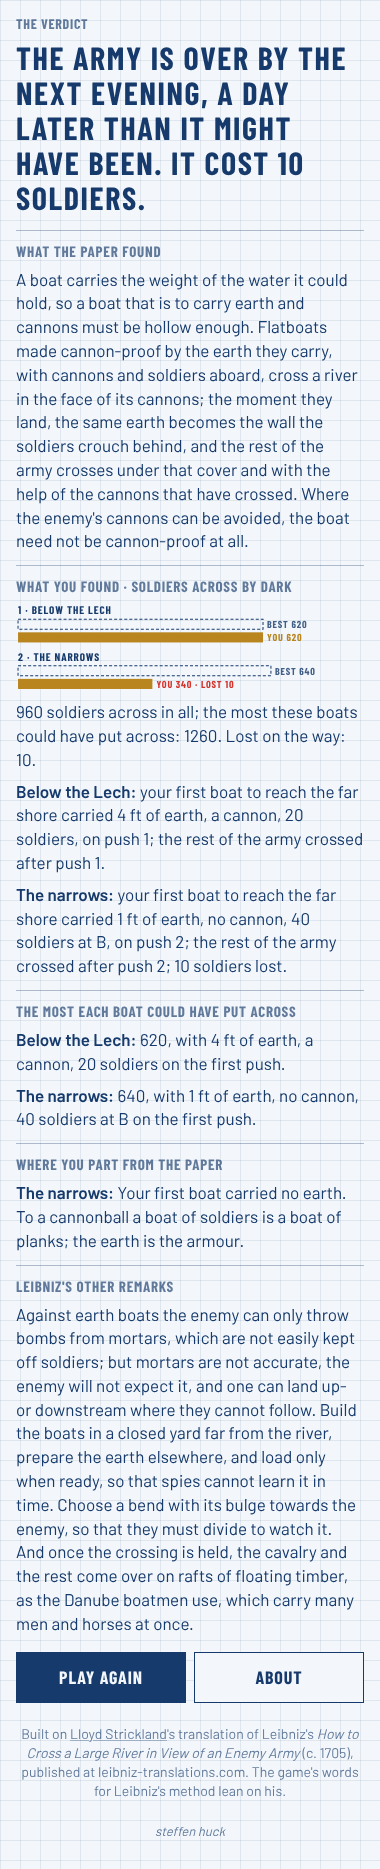 THE VERDICT
THE ARMY IS OVER BY THE
NEXT EVENING, A DAY
LATER THAN IT MIGHT
HAVE BEEN. IT COST 10
SOLDIERS.
WHAT THE PAPER FOUND
A boat carries the weight of the water it could
hold, so a boat that is to carry earth and
cannons must be hollow enough. Flatboats
made cannon-proof by the earth they carry,
with cannons and soldiers aboard, cross a river
in the face of its cannons; the moment they
land, the same earth becomes the wall the
soldiers crouch behind, and the rest of the
army crosses under that cover and with the
help of the cannons that have crossed. Where
the enemy's cannons can be avoided, the boat
need not be cannon-proof at all.
WHAT YOU FOUND · SOLDIERS ACROSS BY DARK
1 · BELOW THE LECH
BEST 620
YOU 620
2 · THE NARROWS
BEST 640
YOU 340 · LOST 10
960 soldiers across in all; the most these boats
could have put across: 1260. Lost on the way:
10.
Below the Lech: your first boat to reach the far
shore carried 4 ft of earth, a cannon, 20
soldiers, on push 1; the rest of the army crossed
after push 1.
The narrows: your first boat to reach the far
shore carried 1 ft of earth, no cannon, 40
soldiers at B, on push 2; the rest of the army
crossed after push 2; 10 soldiers lost.
THE MOST EACH BOAT COULD HAVE PUT ACROSS
Below the Lech: 620, with 4 ft of earth, a
cannon, 20 soldiers on the first push.
The narrows: 640, with 1 ft of earth, no cannon,
40 soldiers at B on the first push.
WHERE YOU PART FROM THE PAPER
The narrows: Your first boat carried no earth.
To a cannonball a boat of soldiers is a boat of
planks; the earth is the armour.
LEIBNIZ'S OTHER REMARKS
Against earth boats the enemy can only throw
bombs from mortars, which are not easily kept
off soldiers; but mortars are not accurate, the
enemy will not expect it, and one can land up-
or downstream where they cannot follow. Build
the boats in a closed yard far from the river,
prepare the earth elsewhere, and load only
when ready, so that spies cannot learn it in
time. Choose a bend with its bulge towards the
enemy, so that they must divide to watch it.
And once the crossing is held, the cavalry and
the rest come over on rafts of floating timber,
as the Danube boatmen use, which carry many
men and horses at once.
PLAY AGAIN
ABOUT
Built on Lloyd Strickland's translation of Leibniz's How to
Cross a Large River in View of an Enemy Army (c. 1705),
published at leibniz-translations.com. The game's words
for Leibniz's method lean on his.
steffen huck